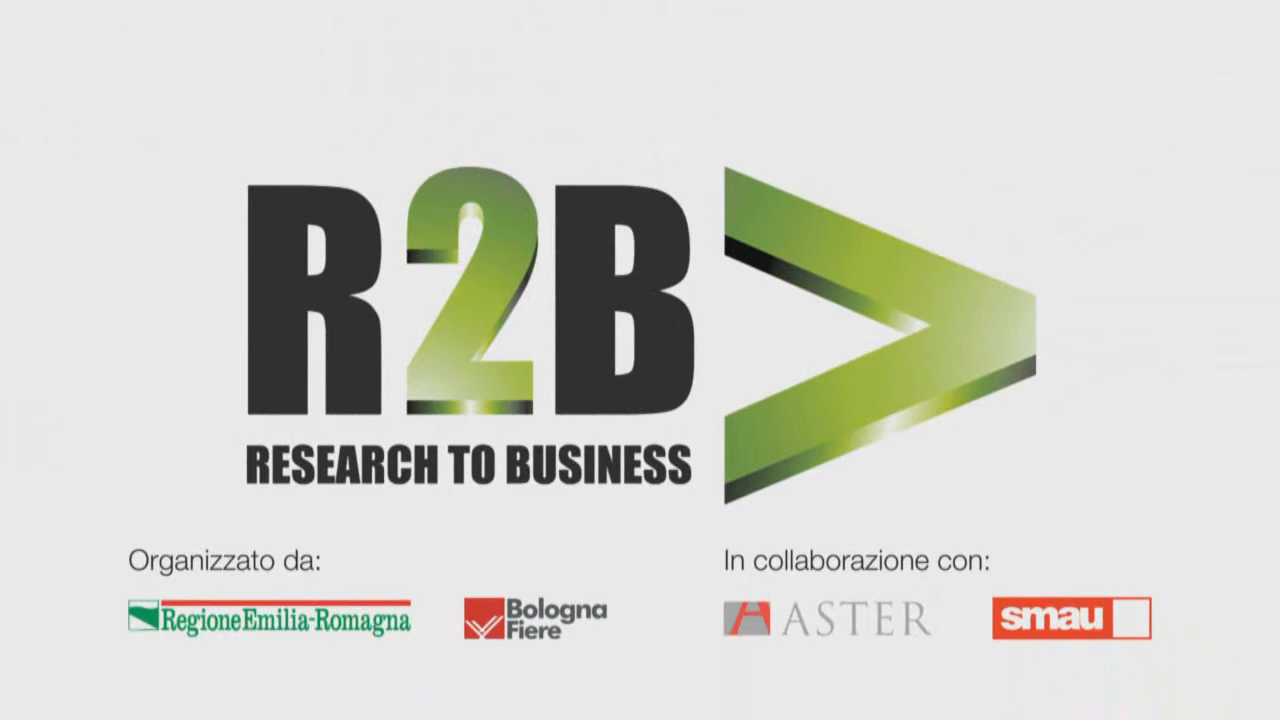 R2B
RESEARCH TO BUSINESS
Organizzato da:
In collaborazione con:
RegioneEmilia-Romagna
Bologna
Fiere
ASTER
smau